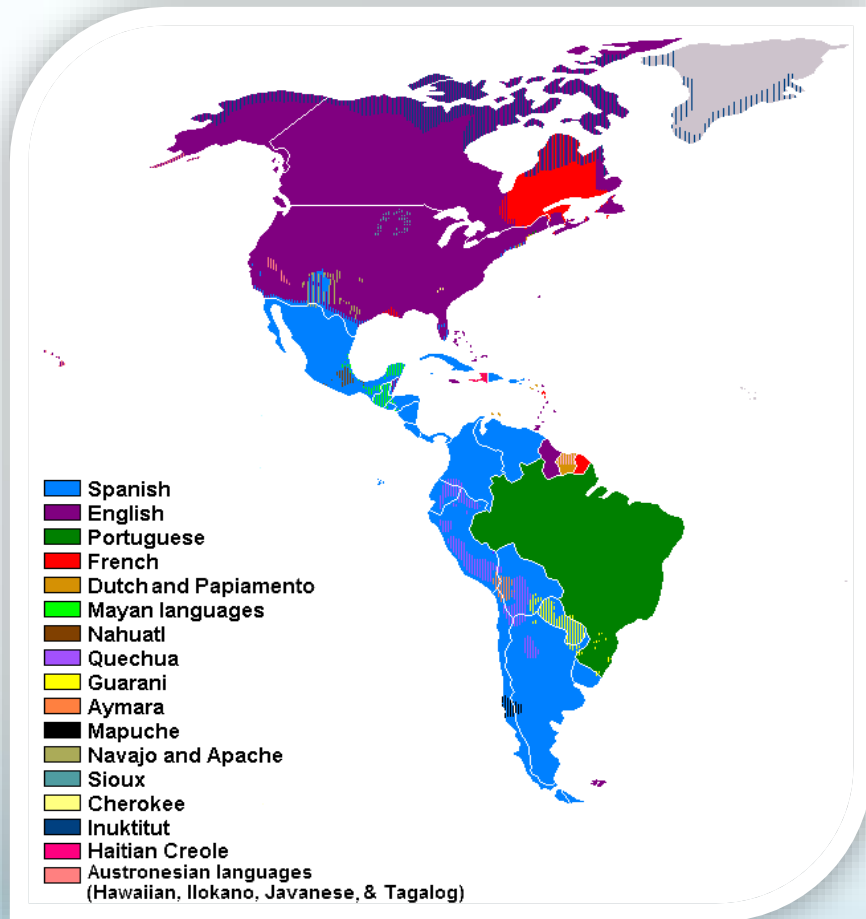 Spanish
English
Portuguese
French
Dutch and Papiamento
Mayan languages
Nahuatl
Quechua
Guarani
Aymara
Mapuche
Navajo and Apache
Sioux
Cherokee
Inuktitut
Haitian Creole
Austronesian languages
(Hawaiian, Ilokano, Javanese, & Tagalog)